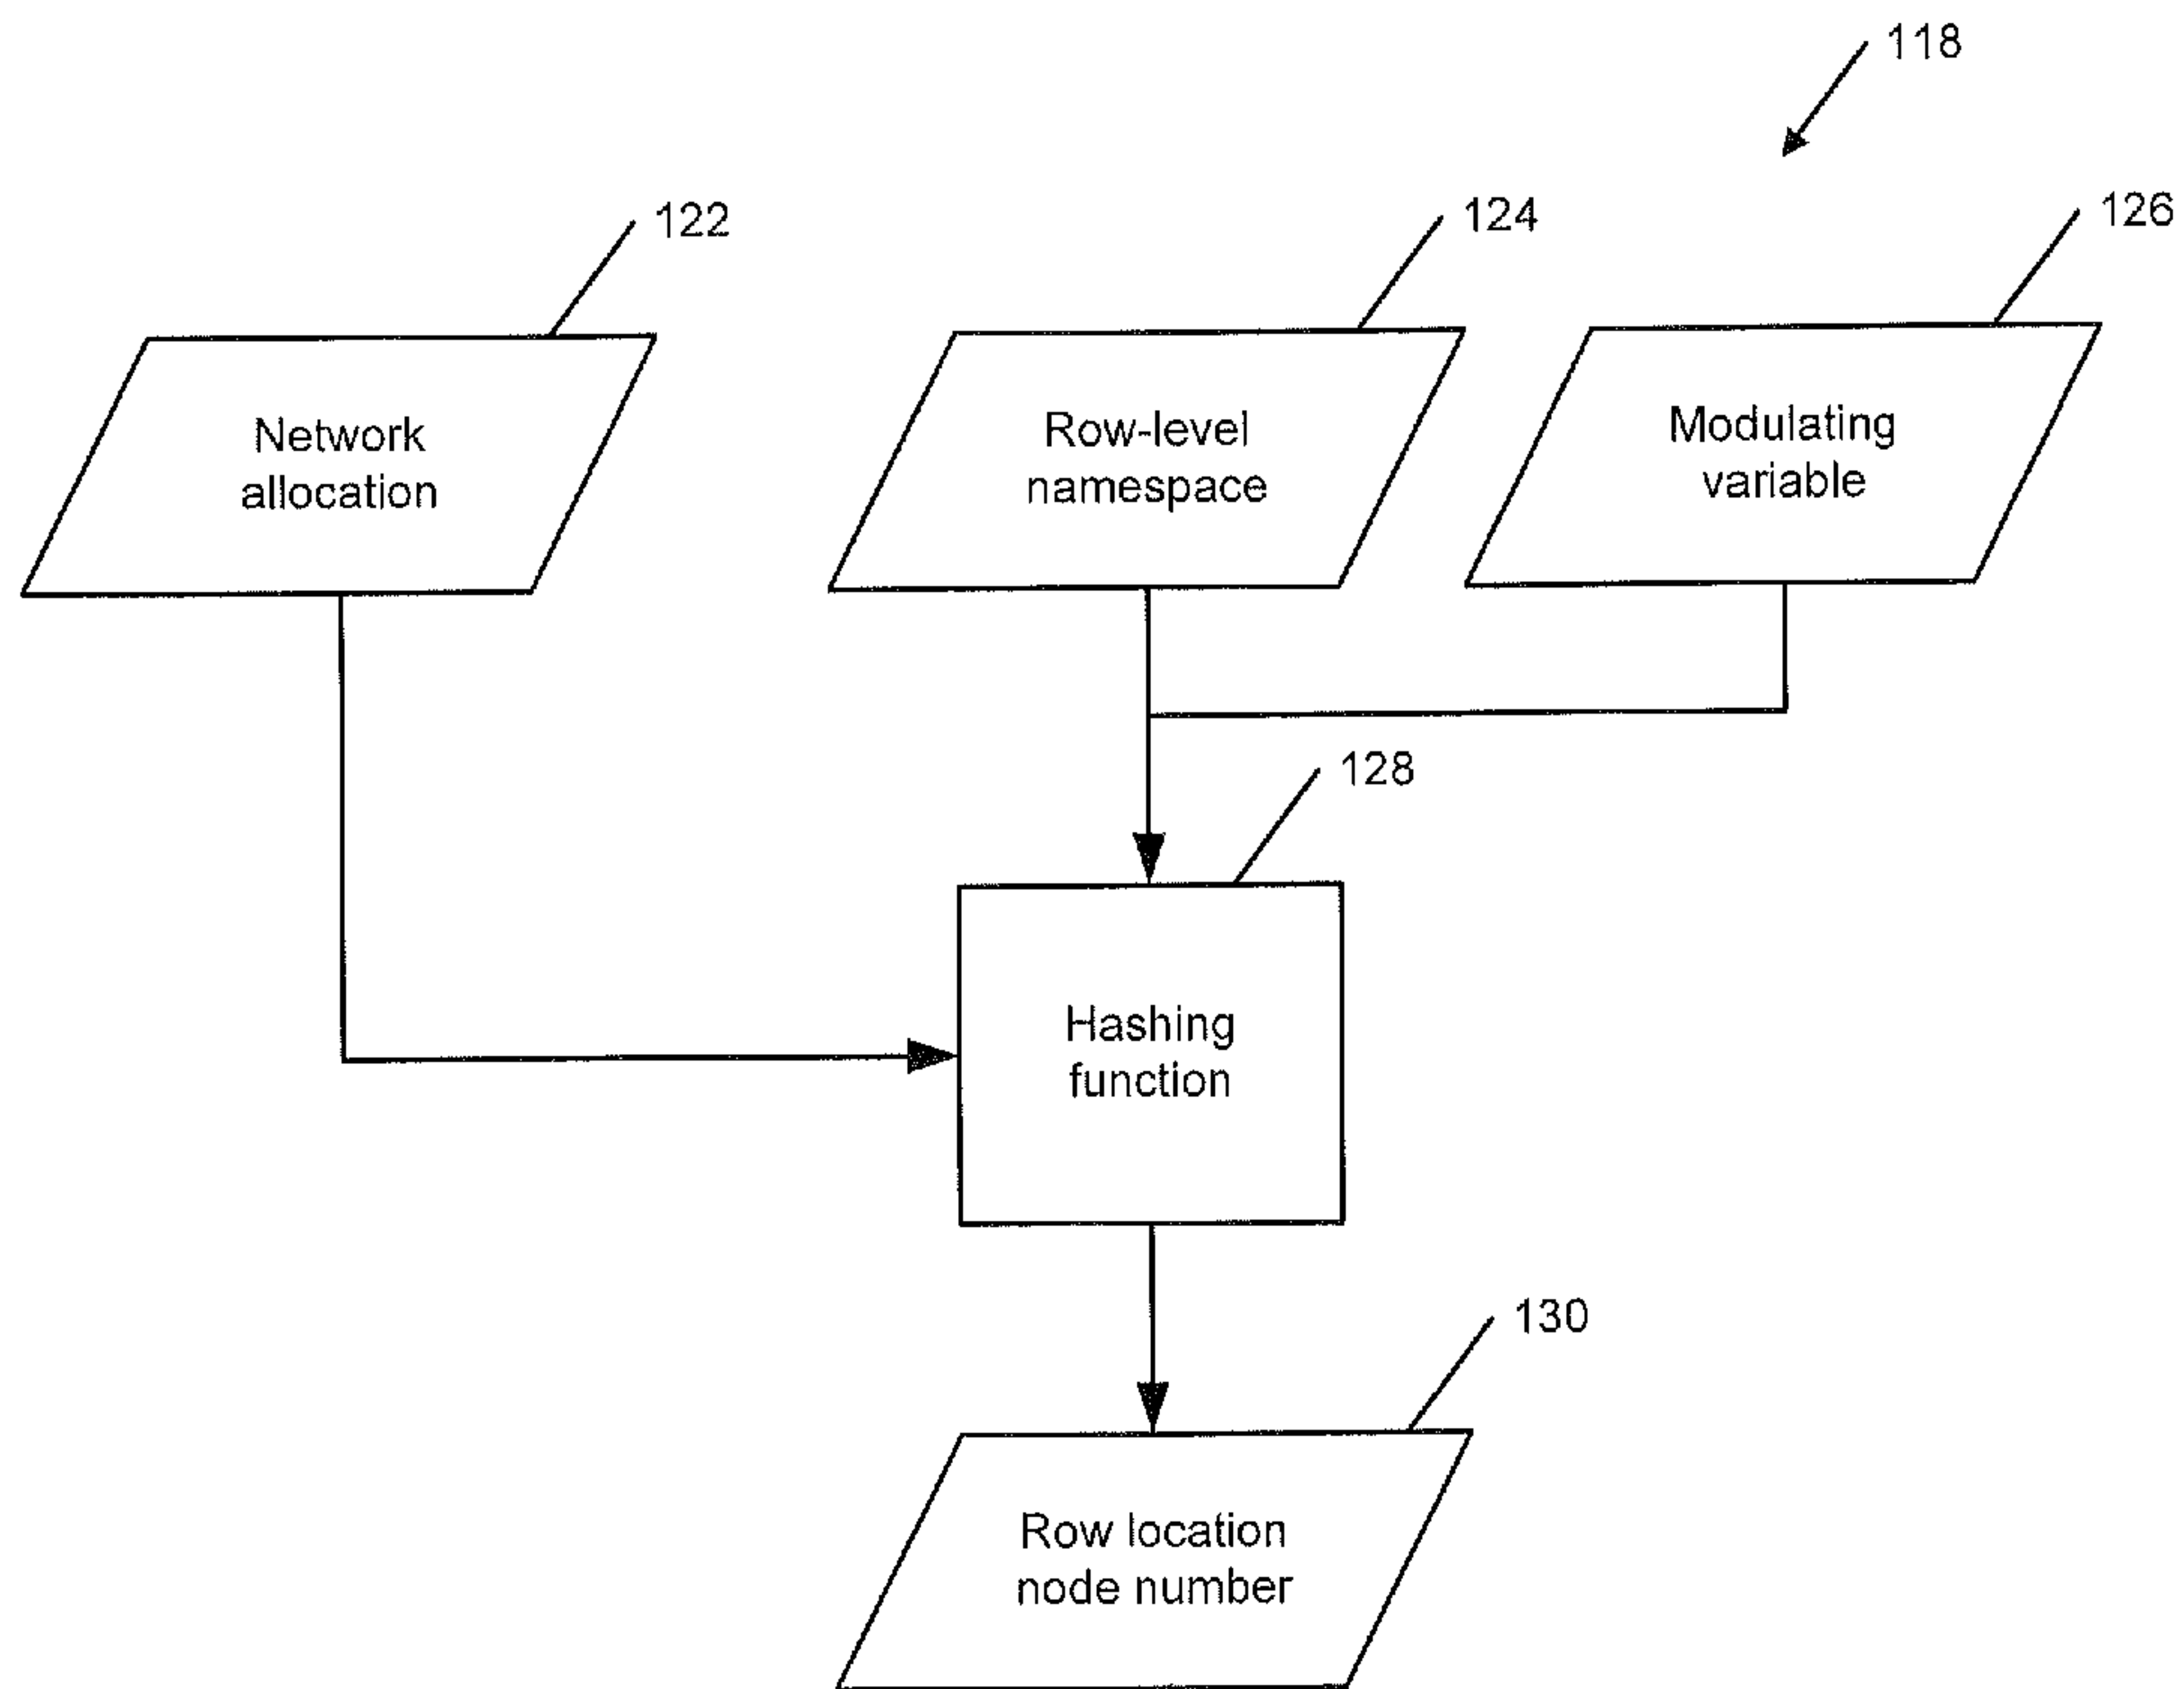 118
122
124
126
Network
allocation
Row-level
namespace
Modulating
variable
128
Hashing
function
130
Row location
node number